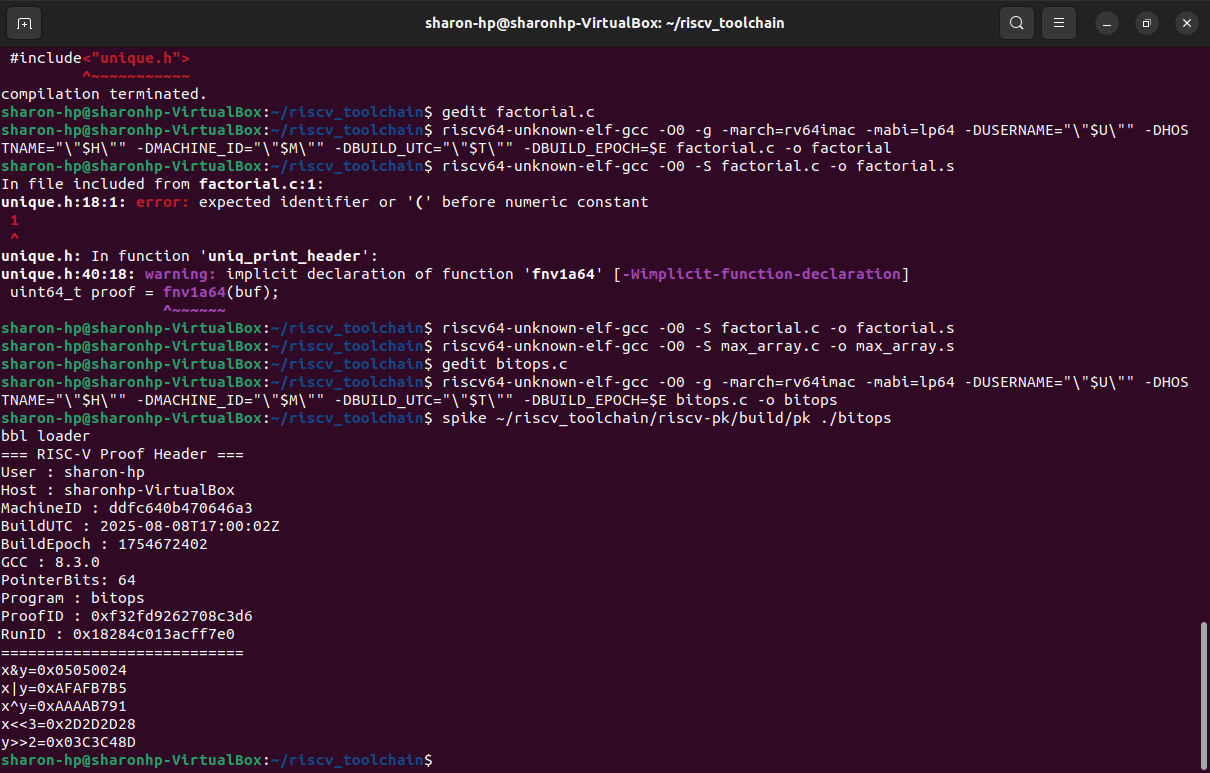 sharon-hp@sharonhp-VirtualBox: ~/riscv_toolchain
#include<"unique.h">
^~~~~~~~~~~~
compilation terminated.
sharon-hp@sharonhp-VirtualBox:~/riscv_toolchain$ gedit factorial.c
sharon-hp@sharonhp-VirtualBox:~/riscv_toolchain$ riscv64-unknown-elf-gcc -O0 -g -march=rv64imac -mabi=lp64 -DUSERNAME="\"$U\"" -DHOS
TNAME="\"$H\"" -DMACHINE_ID="\"$M\"" -DBUILD_UTC="\"$T\"" -DBUILD_EPOCH=$E factorial.c -o factorial
sharon-hp@sharonhp-VirtualBox:~/riscv_toolchain$ riscv64-unknown-elf-gcc -O0 -S factorial.c -o factorial.s
In file included from factorial.c:1:
unique.h:18:1: error: expected identifier or '(' before numeric constant
1
^
unique.h: In function 'uniq_print_header':
unique.h:40:18: warning: implicit declaration of function 'fnv1a64' [-Wimplicit-function-declaration]
uint64_t proof = fnv1a64(buf);
^~~~~~~
sharon-hp@sharonhp-VirtualBox:~/riscv_toolchain$ riscv64-unknown-elf-gcc -O0 -S factorial.c -o factorial.s
sharon-hp@sharonhp-VirtualBox:~/riscv_toolchain$ riscv64-unknown-elf-gcc -O0 -S max_array.c -o max_array.s
sharon-hp@sharonhp-VirtualBox:~/riscv_toolchain$ gedit bitops.c
sharon-hp@sharonhp-VirtualBox:~/riscv_toolchain$ riscv64-unknown-elf-gcc -O0 -g -march=rv64imac -mabi=lp64 -DUSERNAME="\"$U\"" -DHOS
TNAME="\"$H\"" -DMACHINE_ID="\"$M\"" -DBUILD_UTC="\"$T\"" -DBUILD_EPOCH=$E bitops.c -o bitops
sharon-hp@sharonhp-VirtualBox:~/riscv_toolchain$ spike ~/riscv_toolchain/riscv-pk/build/pk ./bitops
bbl loader
=== RISC-V Proof Header ===
User : sharon-hp
Host : sharonhp-VirtualBox
MachineID : ddfc640b470646a3
BuildUTC : 2025-08-08T17:00:02Z
BuildEpoch : 1754672402
GCC : 8.3.0
PointerBits: 64
Program : bitops
ProofID : 0xf32fd9262708c3d6
RunID : 0x18284c013acff7e0
===========================
x&y=0x05050024
x|y=0xAFAFB7B5
x^y=0xAAAAB791
x<<3=0x2D2D2D28
y>>2=0x03C3C48D
sharon-hp@sharonhp-VirtualBox:~/riscv_toolchain$